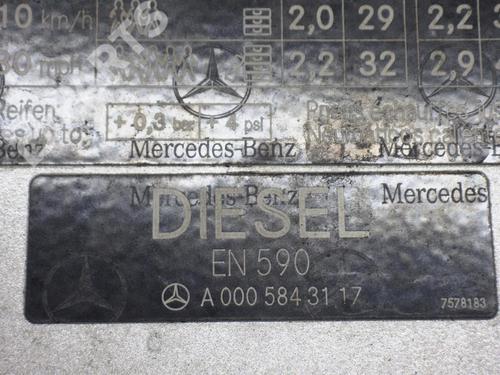 10 km/h 2,0 29 2,2
mph 2,2 32 2,9
Reifen
+ 0,3 bar + 4 psi
Mercedes-Benz Mercedes-Benz
Mercedes-Benz Mercedes
DIESEL
EN 590
A 000 584 31 17
7578183